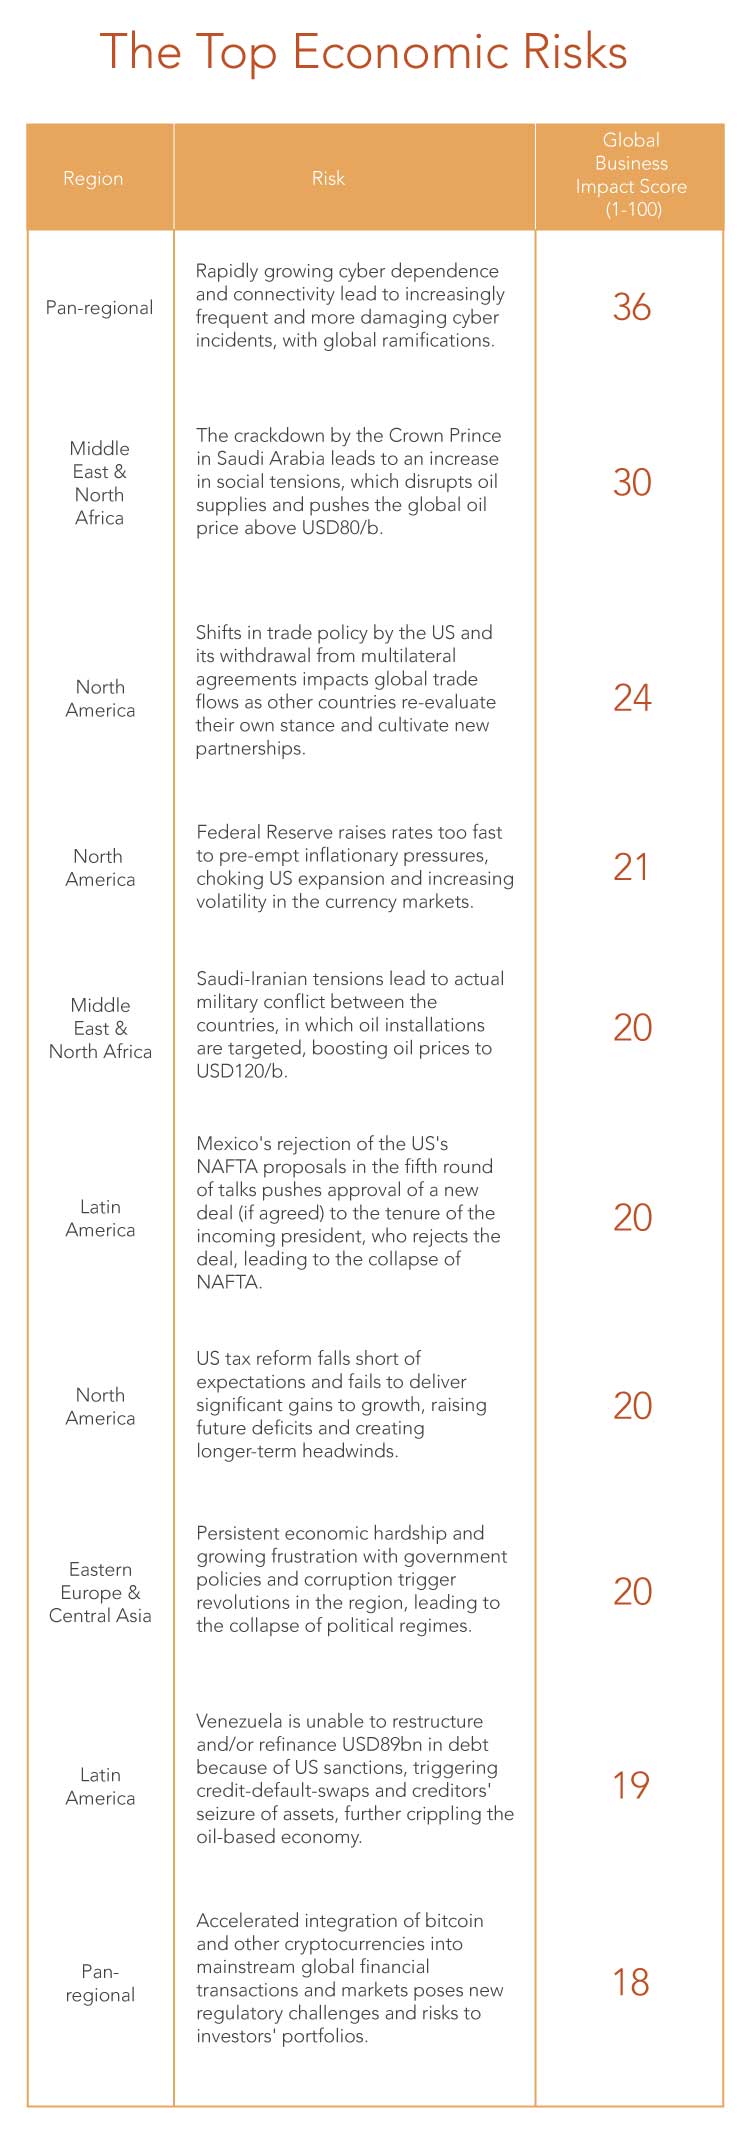 The Top Economic Risks
Region
Risk
Global
Business
Impact Score
(1-100)
Pan-regional
Rapidly growing cyber dependence
and connectivity lead to increasingly
frequent and more damaging cyber
incidents, with global ramifications.
36
Middle
East &
North
Africa
The crackdown by the Crown Prince
in Saudi Arabia leads to an increase
in social tensions, which disrupts oil
supplies and pushes the global oil
price above USD80/b.
30
North
America
Shifts in trade policy by the US and
its withdrawal from multilateral
agreements impacts global trade
flows as other countries re-evaluate
their own stance and cultivate new
partnerships.
24
North
America
Federal Reserve raises rates too fast
to pre-empt inflationary pressures,
choking US expansion and increasing
volatility in the currency markets.
21
Middle
East &
North Africa
Saudi-Iranian tensions lead to actual
military conflict between the
countries, in which oil installations
are targeted, boosting oil prices to
USD120/b.
20
Latin
America
Mexico's rejection of the US's
NAFTA proposals in the fifth round
of talks pushes approval of a new
deal (if agreed) to the tenure of the
incoming president, who rejects the
deal, leading to the collapse of
NAFTA.
20
North
America
US tax reform falls short of
expectations and fails to deliver
significant gains to growth, raising
future deficits and creating
longer-term headwinds.
20
Eastern
Europe &
Central Asia
Persistent economic hardship and
growing frustration with government
policies and corruption trigger
revolutions in the region, leading to
the collapse of political regimes.
20
Latin
America
Venezuela is unable to restructure
and/or refinance USD89bn in debt
because of US sanctions, triggering
credit-default-swaps and creditors'
seizure of assets, further crippling the
oil-based economy.
19
Pan-
regional
Accelerated integration of bitcoin
and other cryptocurrencies into
mainstream global financial
transactions and markets poses new
regulatory challenges and risks to
investors' portfolios.
18